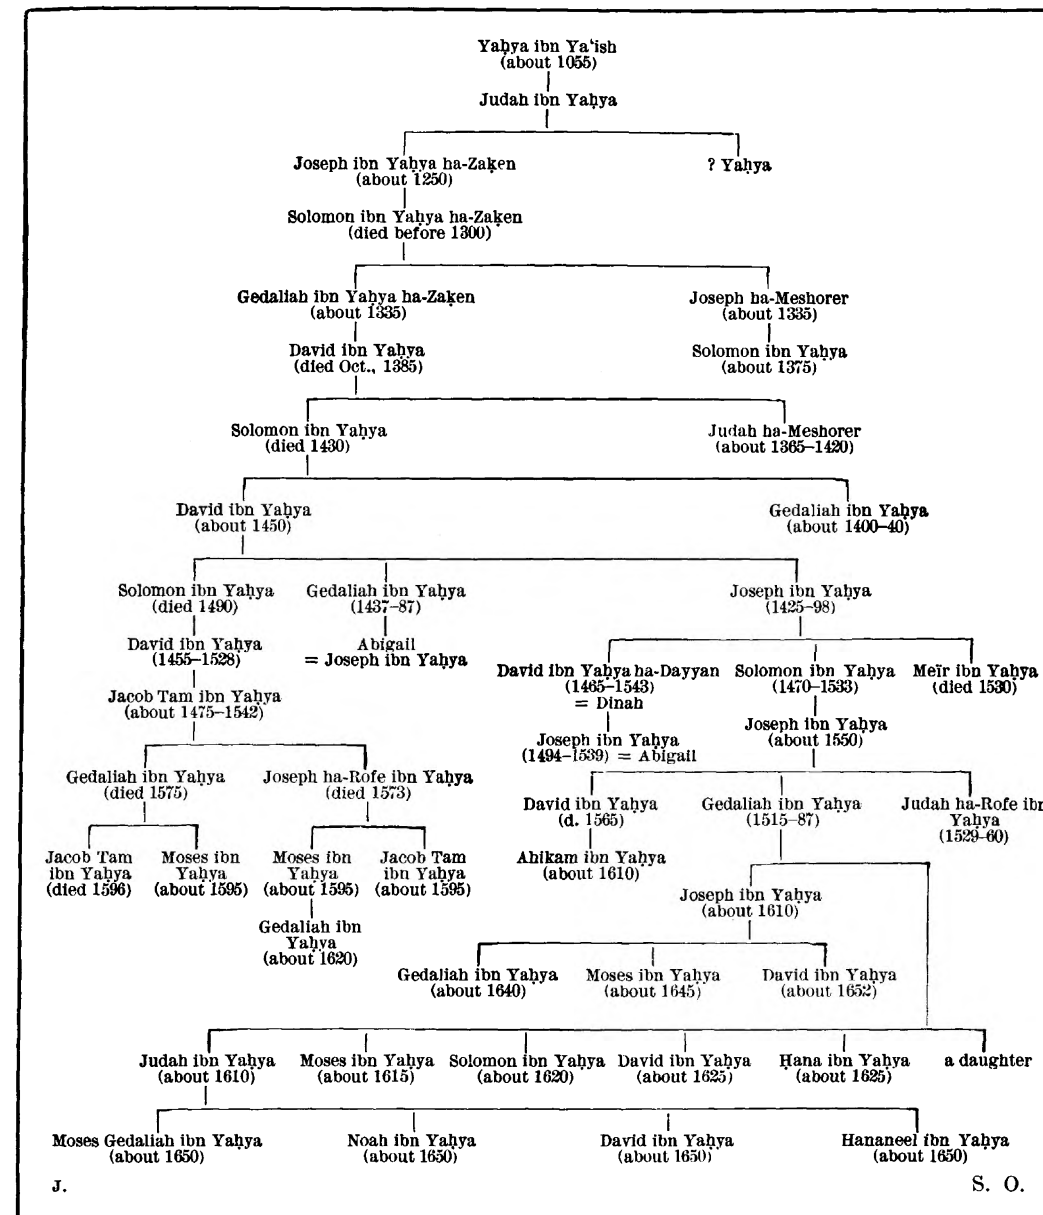 Yaḥya ibn Ya‘ish
(about 1055)
Judah ibn Yaḥya
Joseph ibn Yaḥya ha-Zaḳen
(about 1250)
? Yaḥya
Solomon ibn Yaḥya ha-Zaḳen
(died before 1300)
Gedaliah ibn Yaḥya ha-Zaḳen
(about 1335)
Joseph ha-Meshorer
(about 1335)
David ibn Yaḥya
(died Oct., 1385)
Solomon ibn Yaḥya
(about 1375)
Solomon ibn Yaḥya
(died 1430)
Judah ha-Meshorer
(about 1365–1420)
David ibn Yaḥya
(about 1450)
Gedaliah ibn Yaḥya
(about 1400–40)
Solomon ibn Yaḥya
(died 1490)
Gedaliah ibn Yaḥya
(1437–87)
Joseph ibn Yaḥya
(1425–98)
David ibn Yaḥya
(1455–1528)
Abigail
= Joseph ibn Yaḥya
David ibn Yaḥya ha-Dayyan
(1465–1543)
= Dinah
Solomon ibn Yaḥya
(1470–1533)
Meïr ibn Yaḥya
(died 1530)
Jacob Tam ibn Yaḥya
(about 1475–1542)
Joseph ibn Yaḥya
(1494–1539) = Abigail
Joseph ibn Yaḥya
(about 1550)
Gedaliah ibn Yaḥya
(died 1575)
Joseph ha-Rofe ibn Yaḥya
(died 1573)
David ibn Yaḥya
(d. 1565)
Gedaliah ibn Yaḥya
(1515–87)
Judah ha-Rofe ibn
Yaḥya
(1529–60)
Jacob Tam
ibn Yaḥya
(died 1596)
Moses ibn
Yaḥya
(about 1595)
Moses ibn
Yaḥya
(about 1595)
Jacob Tam
ibn Yaḥya
(about 1595)
Ahikam ibn Yaḥya
(about 1610)
Joseph ibn Yaḥya
(about 1610)
Gedaliah ibn
Yaḥya
(about 1620)
Gedaliah ibn Yaḥya
(about 1640)
Moses ibn Yaḥya
(about 1645)
David ibn Yaḥya
(about 1652)
Judah ibn Yaḥya
(about 1610)
Moses ibn Yaḥya
(about 1615)
Solomon ibn Yaḥya
(about 1620)
David ibn Yaḥya
(about 1625)
Ḥana ibn Yaḥya
(about 1625)
a daughter
Moses Gedaliah ibn Yaḥya
(about 1650)
Noah ibn Yaḥya
(about 1650)
David ibn Yaḥya
(about 1650)
Hananeel ibn Yaḥya
(about 1650)
J.
S. O.